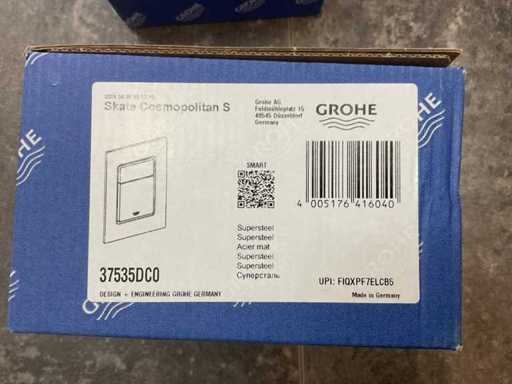 Skate Cosmopolitan S
Grohe AG
Feldmühleplatz 15
40545 Düsseldorf
Germany
GROHE
SMART
4 005176 416040
Supersteel
Supersteel
Acier mat
Supersteel
Supersteel
Суперсталь
37535DC0
UPI: FIQXPF7ELCB5
DESIGN + ENGINEERING GROHE GERMANY
Made in Germany
GROHE
GROHE